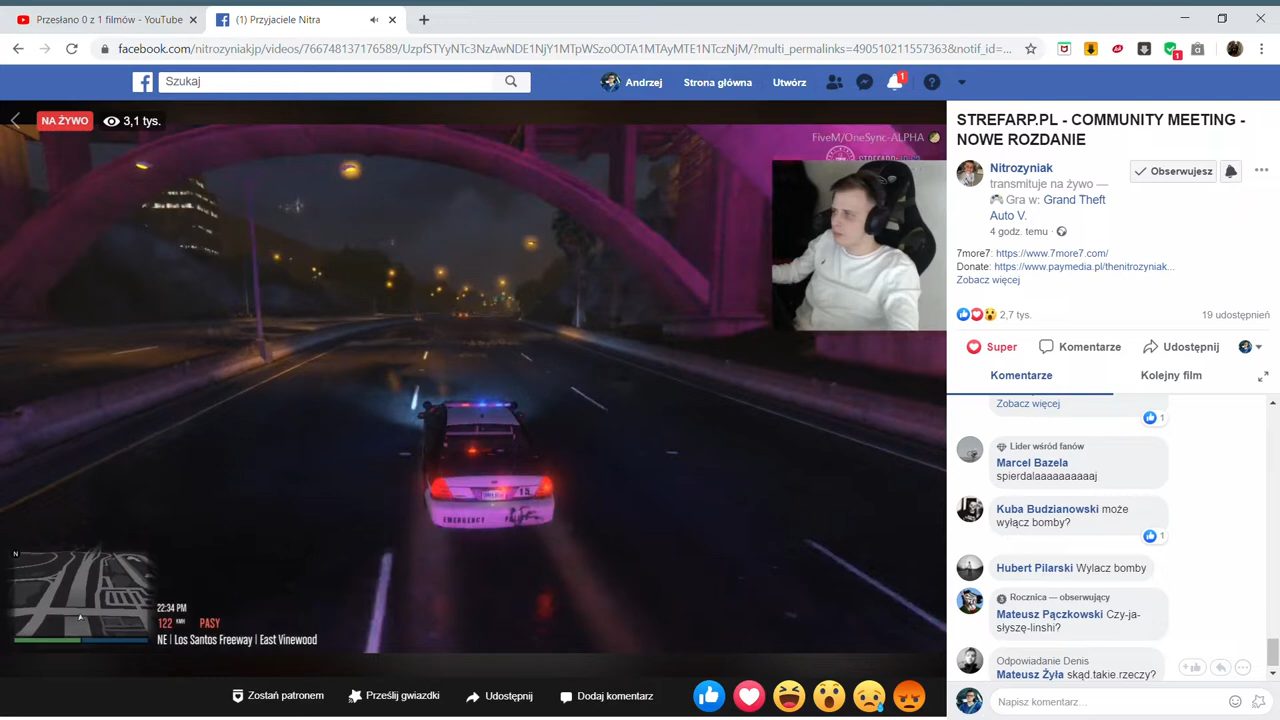 Przesłano 0 z 1 filmów - YouTube
(1) Przyjaciele Nitra
facebook.com/nitrozyniakjp/videos/766748137176589/UzpfSTYyNTc3NzAwNDE1NjY1MTpWSzo0OTA1MTAyMTE1NTczNjM/?multi_permalinks=490510211557363&notif_id=...
Szukaj
Andrzej
Strona główna
Utwórz
1
NA ŻYWO
3,1 tys.
FiveM/OneSync-ALPHA
22:34 PM
122 KMH PASY
NE | Los Santos Freeway | East Vinewood
EMERGENCY
15
Zostań patronem
Prześlij gwiazdki
Udostępnij
Dodaj komentarz
STREFARP.PL - COMMUNITY MEETING -
NOWE ROZDANIE
Nitrozyniak
transmituje na żywo —
Gra w: Grand Theft
Auto V.
4 godz. temu
Obserwujesz
7more7: https://www.7more7.com/
Donate: https://www.paymedia.pl/thenitrozyniak...
Zobacz więcej
2,7 tys.
19 udostępnień
Super
Komentarze
Udostępnij
Komentarze
Kolejny film
Zobacz więcej
1
Lider wśród fanów
Marcel Bazela
spierdalaaaaaaaaaaj
Kuba Budzianowski może
wyłącz bomby?
1
Hubert Pilarski Wylacz bomby
Rocznica — obserwujący
Mateusz Pączkowski Czy-ja-
słyszę-linshi?
Odpowiadanie Denis
Mateusz Żyła skąd.takie.rzeczy?
Napisz komentarz...